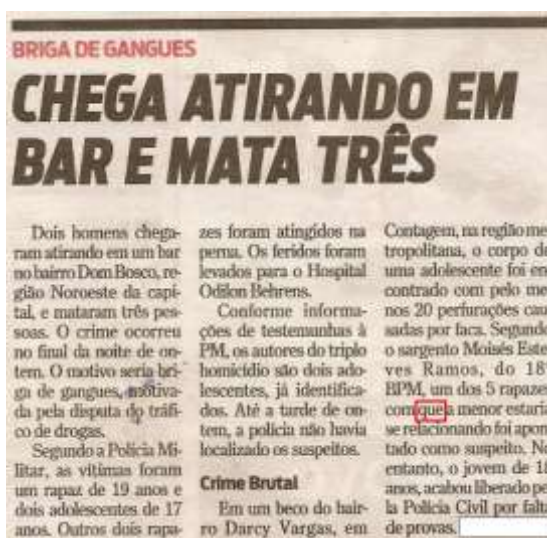 BRIGA DE GANGUES
CHEGA ATIRANDO EM
BAR E MATA TRÊS
Dois homens chega-
ram atirando em um bar
no bairro Dom Bosco, re-
gião Noroeste da capi-
tal, e mataram três pes-
soas. O crime ocorreu
no final da noite de on-
tem. O motivo seria bri-
ga de gangues, motiva-
da pela disputa do tráfi-
co de drogas.
Segundo a Polícia Mi-
litar, as vítimas foram
um rapaz de 19 anos e
dois adolescentes de 17
anos. Outros dois rapa-
zes foram atingidos na
perna. Os feridos foram
levados para o Hospital
Odilon Behrens.
Conforme informa-
ções de testemunhas à
PM, os autores do triplo
homicídio são dois ado-
lescentes, já identifica-
dos. Até a tarde de on-
tem, a polícia não havia
localizado os suspeitos.
Crime Brutal
Em um beco do bair-
ro Darcy Vargas, em
Contagem, na região me
tropolitana, o corpo de
uma adolescente foi en
contrado com pelo me
nos 20 perfurações cau
sadas por faca. Segundo
o sargento Moisés Este
ves Ramos, do 18º
BPM, um dos 5 rapazes
com que a menor estaria
se relacionando foi apon
tado como suspeito. No
entanto, o jovem de 18
anos, acabou liberado pe
la Polícia Civil por falta
de provas.